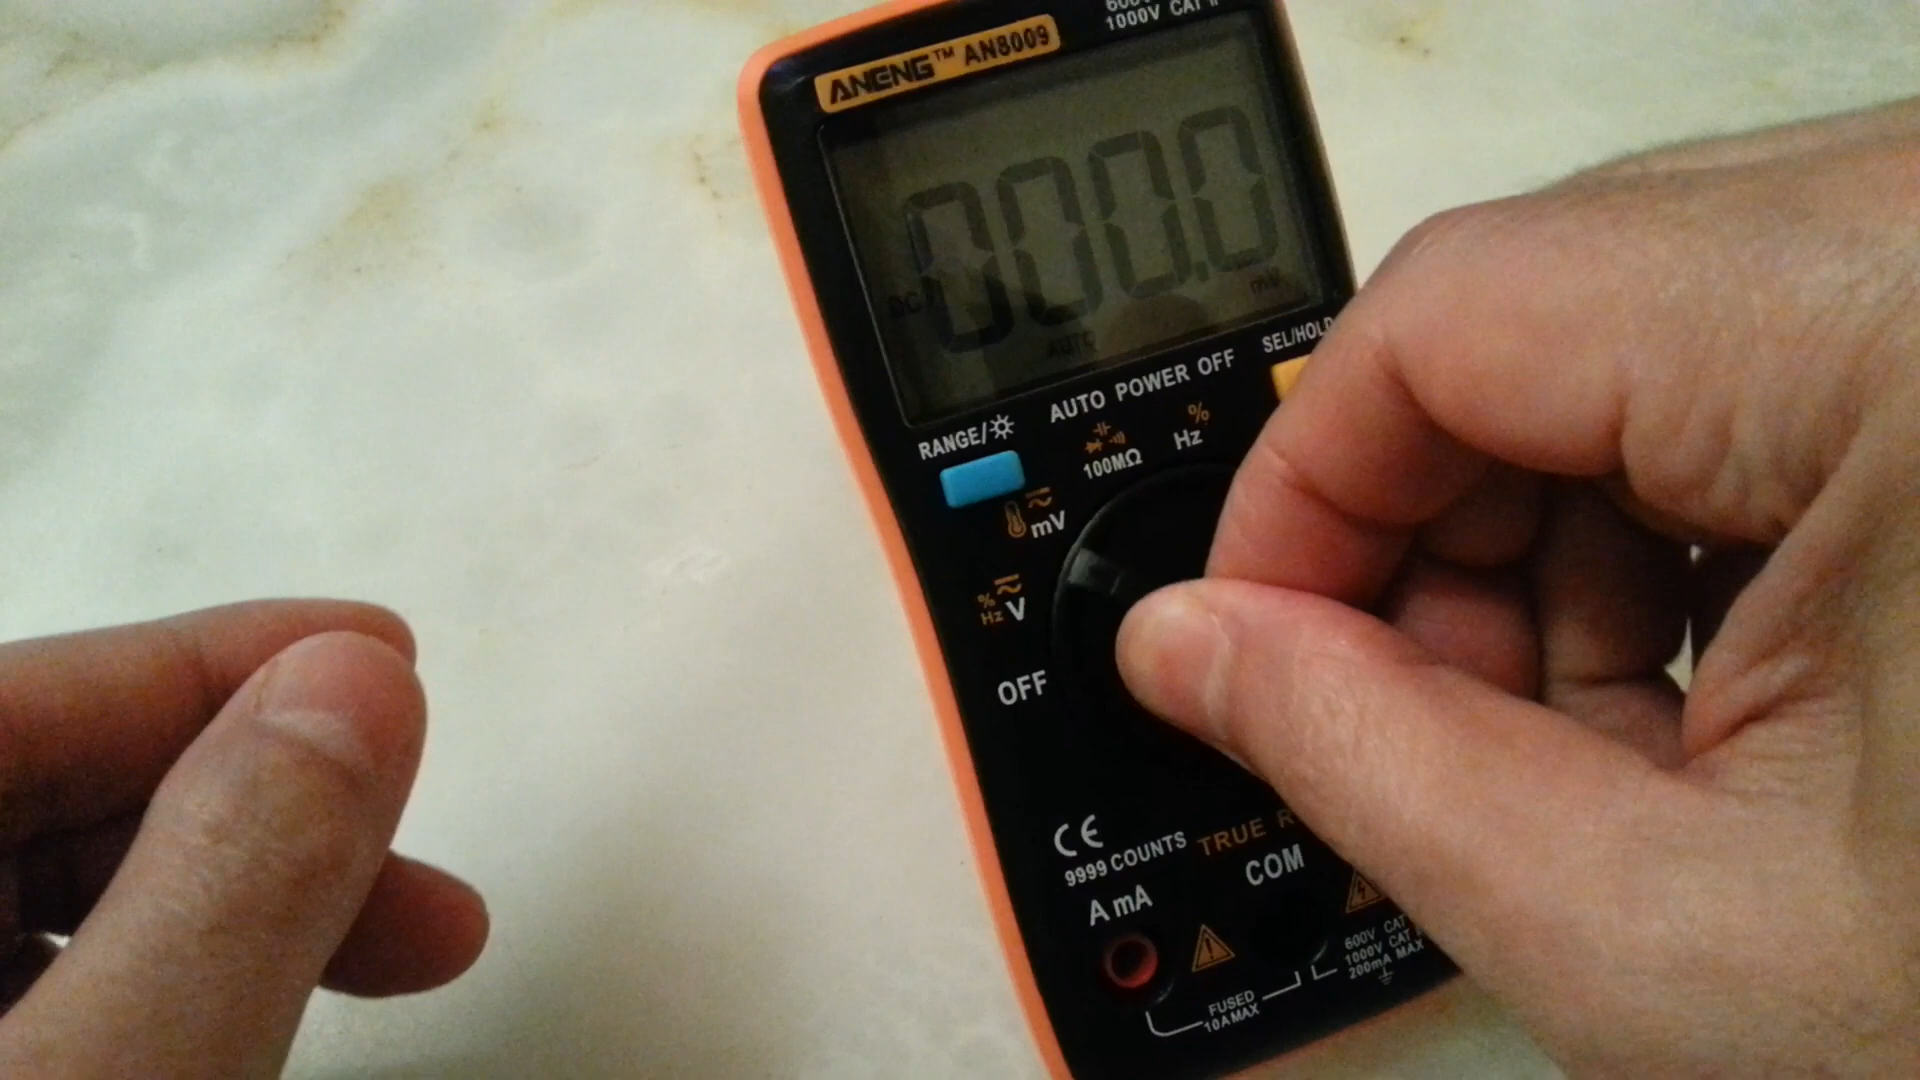 1000V CAT II
ANENG™ AN8009
000.0
DC
mV
AUTO
SEL/HOLD
AUTO POWER OFF
RANGE/
%
Hz
100MΩ
mV
%
Hz V
OFF
CE
TRUE
9999 COUNTS
COM
A mA
600V CAT
1000V CAT
200mA MAX
FUSED
10A MAX